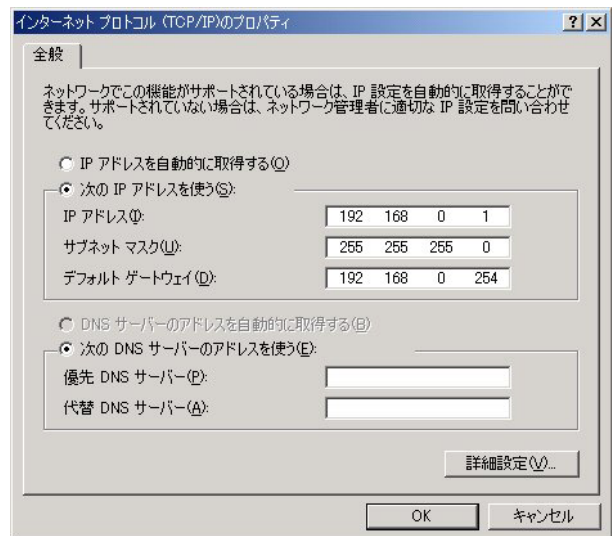 インターネット プロトコル (TCP/IP)のプロパティ
? ×
全般
ネットワークでこの機能がサポートされている場合は、IP 設定を自動的に取得することがで
きます。サポートされていない場合は、ネットワーク管理者に適切な IP 設定を問い合わせ
てください。
IP アドレスを自動的に取得する(O)
次の IP アドレスを使う(S):
IP アドレス(I): 192 168 0 1
サブネット マスク(U): 255 255 255 0
デフォルト ゲートウェイ(D): 192 168 0 254
DNS サーバーのアドレスを自動的に取得する(B)
次の DNS サーバーのアドレスを使う(E):
優先 DNS サーバー(P):
代替 DNS サーバー(A):
詳細設定(V)...
OK キャンセル